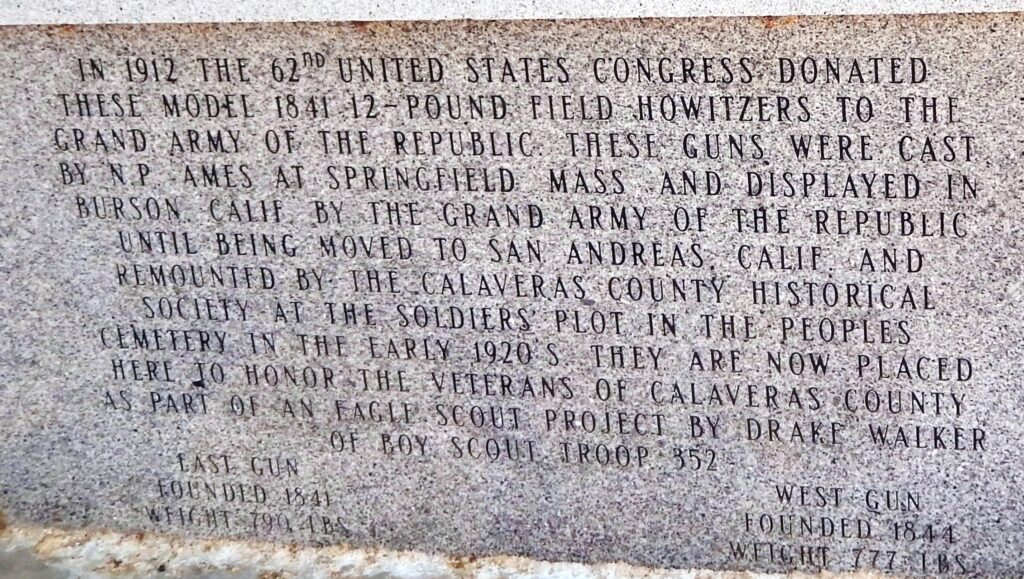 IN 1912 THE 62ND UNITED STATES CONGRESS DONATED
THESE MODEL 1841 12-POUND FIELD HOWITZERS TO THE
GRAND ARMY OF THE REPUBLIC. THESE GUNS WERE CAST
BY N.P. AMES AT SPRINGFIELD MASS AND DISPLAYED IN
BURSON, CALIF. BY THE GRAND ARMY OF THE REPUBLIC
UNTIL BEING MOVED TO SAN ANDREAS, CALIF. AND
REMOUNTED BY THE CALAVERAS COUNTY HISTORICAL
SOCIETY AT THE SOLDIERS' PLOT IN THE PEOPLES
CEMETERY IN THE EARLY 1920'S. THEY ARE NOW PLACED
HERE TO HONOR THE VETERANS OF CALAVERAS COUNTY
AS PART OF AN EAGLE SCOUT PROJECT BY DRAKE WALKER
OF BOY SCOUT TROOP 352
EAST GUN
FOUNDED 1841
WEIGHT 790 LBS
WEST GUN
FOUNDED 1844
WEIGHT 777 LBS